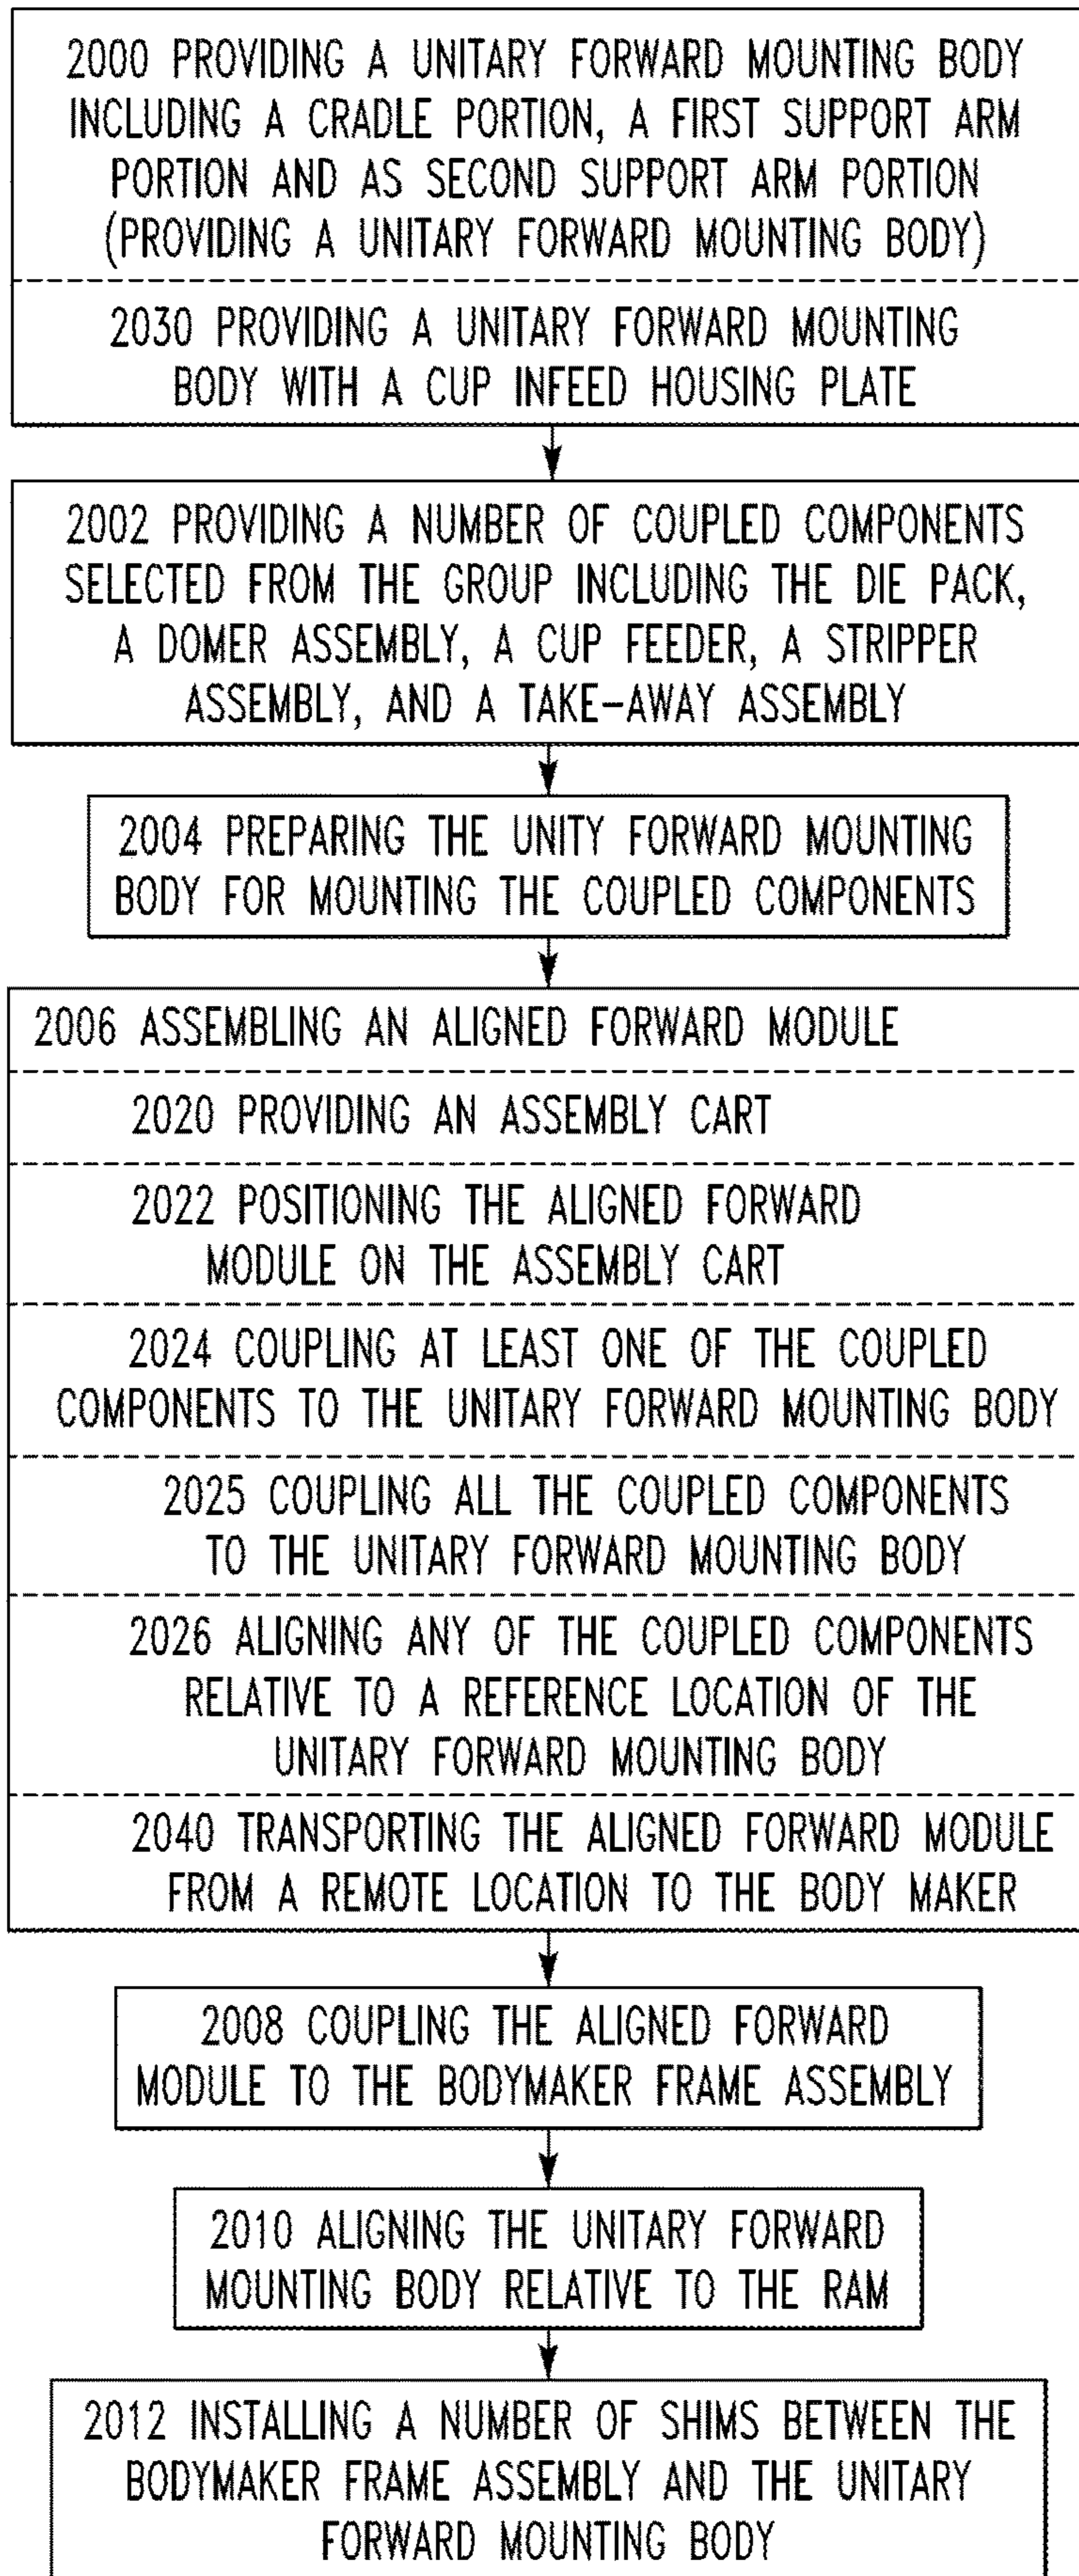 2000 PROVIDING A UNITARY FORWARD MOUNTING BODY
INCLUDING A CRADLE PORTION, A FIRST SUPPORT ARM
PORTION AND AS SECOND SUPPORT ARM PORTION
(PROVIDING A UNITARY FORWARD MOUNTING BODY)
2030 PROVIDING A UNITARY FORWARD MOUNTING
BODY WITH A CUP INFEED HOUSING PLATE
2002 PROVIDING A NUMBER OF COUPLED COMPONENTS
SELECTED FROM THE GROUP INCLUDING THE DIE PACK,
A DOMER ASSEMBLY, A CUP FEEDER, A STRIPPER
ASSEMBLY, AND A TAKE-AWAY ASSEMBLY
2004 PREPARING THE UNITY FORWARD MOUNTING
BODY FOR MOUNTING THE COUPLED COMPONENTS
2006 ASSEMBLING AN ALIGNED FORWARD MODULE
2020 PROVIDING AN ASSEMBLY CART
2022 POSITIONING THE ALIGNED FORWARD
MODULE ON THE ASSEMBLY CART
2024 COUPLING AT LEAST ONE OF THE COUPLED
COMPONENTS TO THE UNITARY FORWARD MOUNTING BODY
2025 COUPLING ALL THE COUPLED COMPONENTS
TO THE UNITARY FORWARD MOUNTING BODY
2026 ALIGNING ANY OF THE COUPLED COMPONENTS
RELATIVE TO A REFERENCE LOCATION OF THE
UNITARY FORWARD MOUNTING BODY
2040 TRANSPORTING THE ALIGNED FORWARD MODULE
FROM A REMOTE LOCATION TO THE BODY MAKER
2008 COUPLING THE ALIGNED FORWARD
MODULE TO THE BODYMAKER FRAME ASSEMBLY
2010 ALIGNING THE UNITARY FORWARD
MOUNTING BODY RELATIVE TO THE RAM
2012 INSTALLING A NUMBER OF SHIMS BETWEEN THE
BODYMAKER FRAME ASSEMBLY AND THE UNITARY
FORWARD MOUNTING BODY